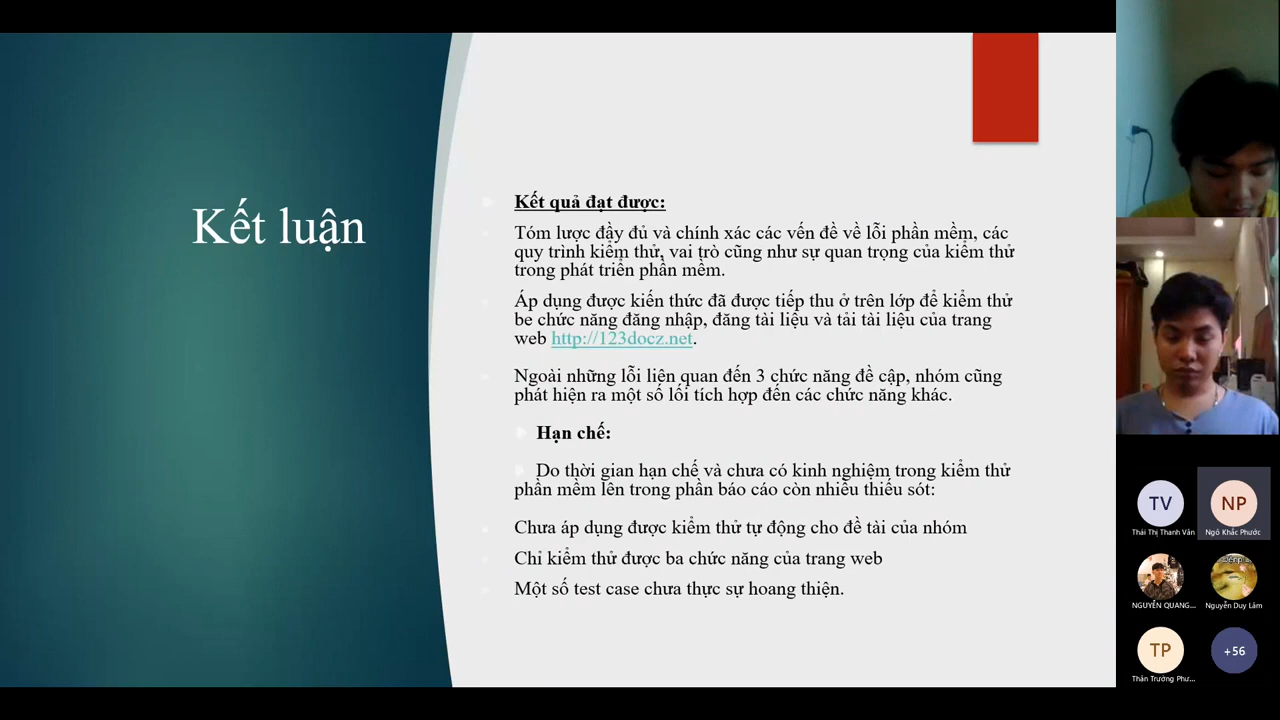 Kết luận
Kết quả đạt được:
Tóm lược đầy đủ và chính xác các vến đề về lỗi phần mềm, các
quy trình kiểm thử, vai trò cũng như sự quan trọng của kiểm thử
trong phát triển phần mềm.
Áp dụng được kiến thức đã được tiếp thu ở trên lớp để kiểm thử
be chức năng đăng nhập, đăng tài liệu và tải tài liệu của trang
web http://123docz.net.
Ngoài những lỗi liên quan đến 3 chức năng đề cập, nhóm cũng
phát hiện ra một số lối tích hợp đến các chức năng khác.
Hạn chế:
Do thời gian hạn chế và chưa có kinh nghiệm trong kiểm thử
phần mềm lên trong phần báo cáo còn nhiều thiếu sót:
Chưa áp dụng được kiểm thử tự động cho đề tài của nhóm
Chỉ kiểm thử được ba chức năng của trang web
Một số test case chưa thực sự hoang thiện.
TV
NP
Thái Thị Thanh Vân
Ngô Khắc Phước
NGUYỄN QUANG...
Nguyễn Duy Lâm
TP
+56
Thân Trường Phư...